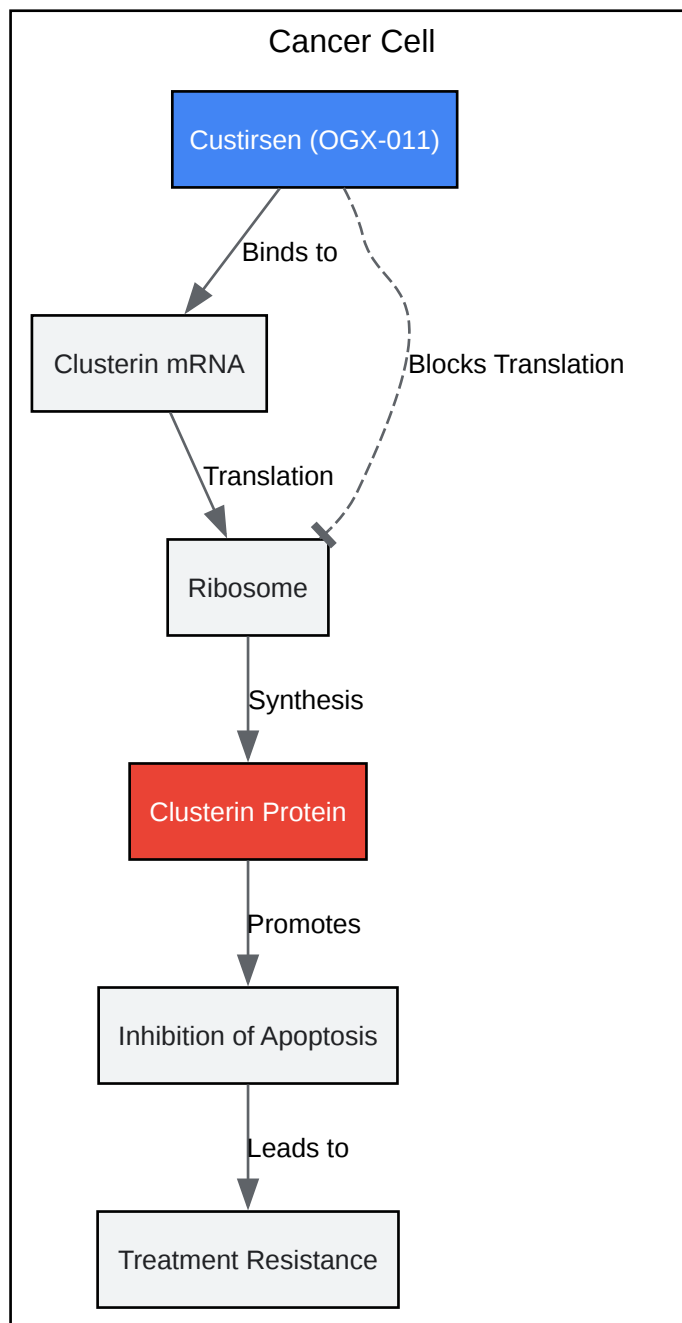 Cancer Cell
Custirsen (OGX-011)
Binds to
Clusterin mRNA
Blocks Translation
Translation
Ribosome
Synthesis
Clusterin Protein
Promotes
Inhibition of Apoptosis
Leads to
Treatment Resistance